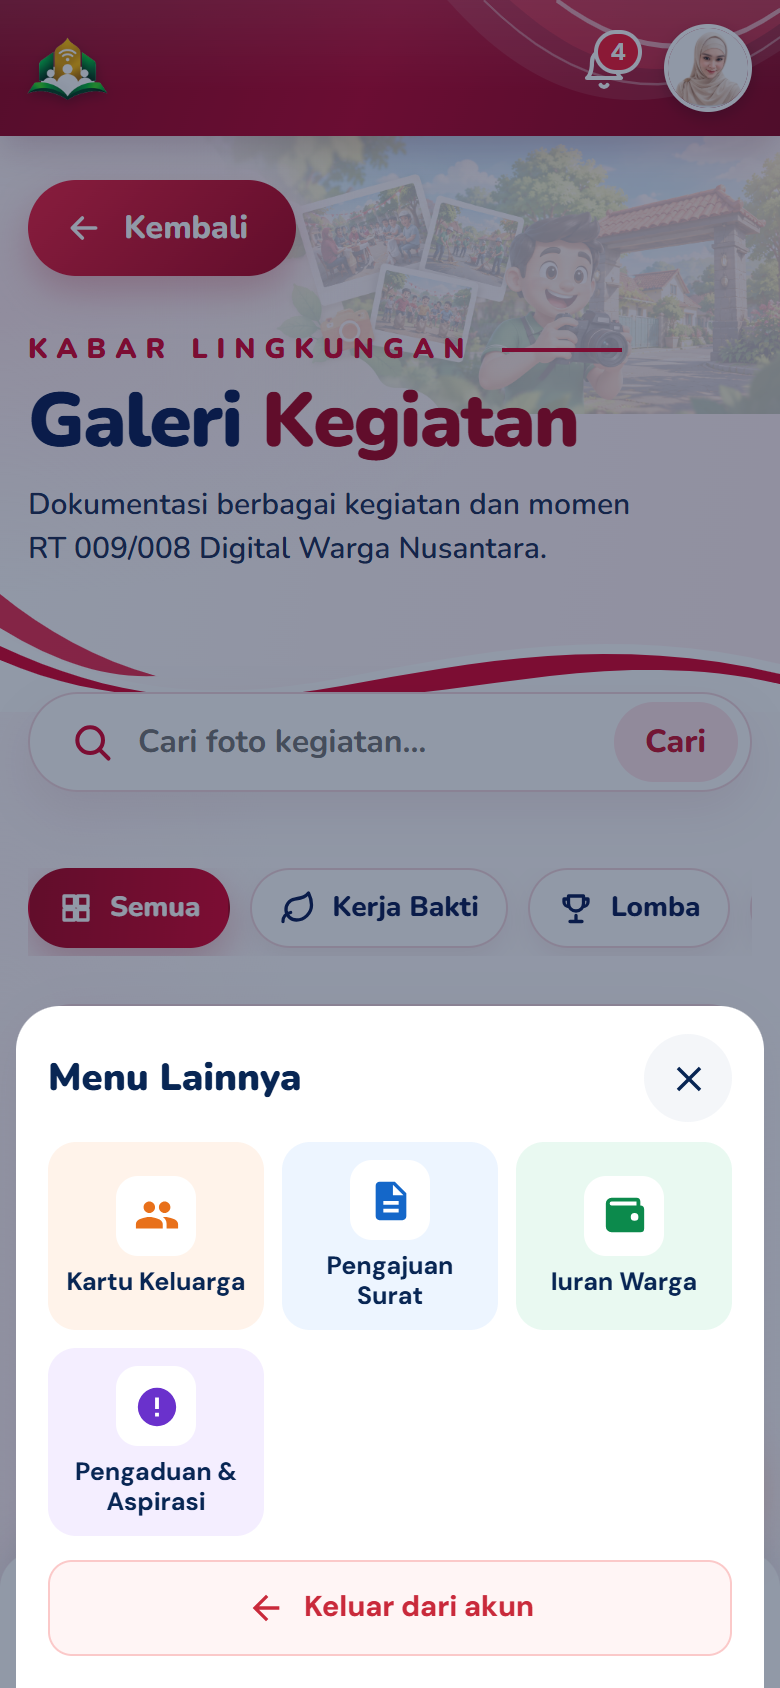 4
Kembali
KABAR LINGKUNGAN
Galeri Kegiatan
Dokumentasi berbagai kegiatan dan momen
RT 009/008 Digital Warga Nusantara.
Cari foto kegiatan...
Cari
Semua
Kerja Bakti
Lomba
Menu Lainnya
Kartu Keluarga
Pengajuan
Surat
Iuran Warga
Pengaduan &
Aspirasi
Keluar dari akun